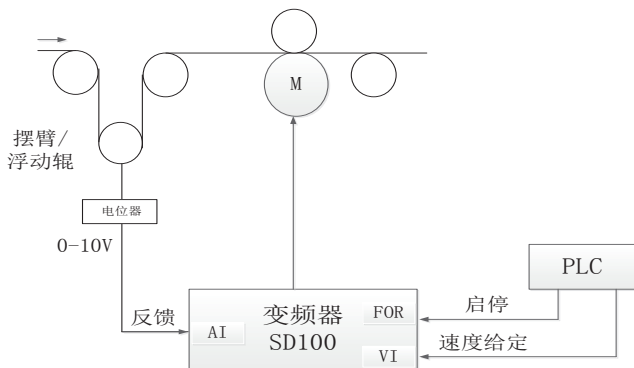 M
摆臂/
浮动辊
电位器
0-10V
PLC
反馈
变频器
SD100
AI
FOR
VI
启停
速度给定